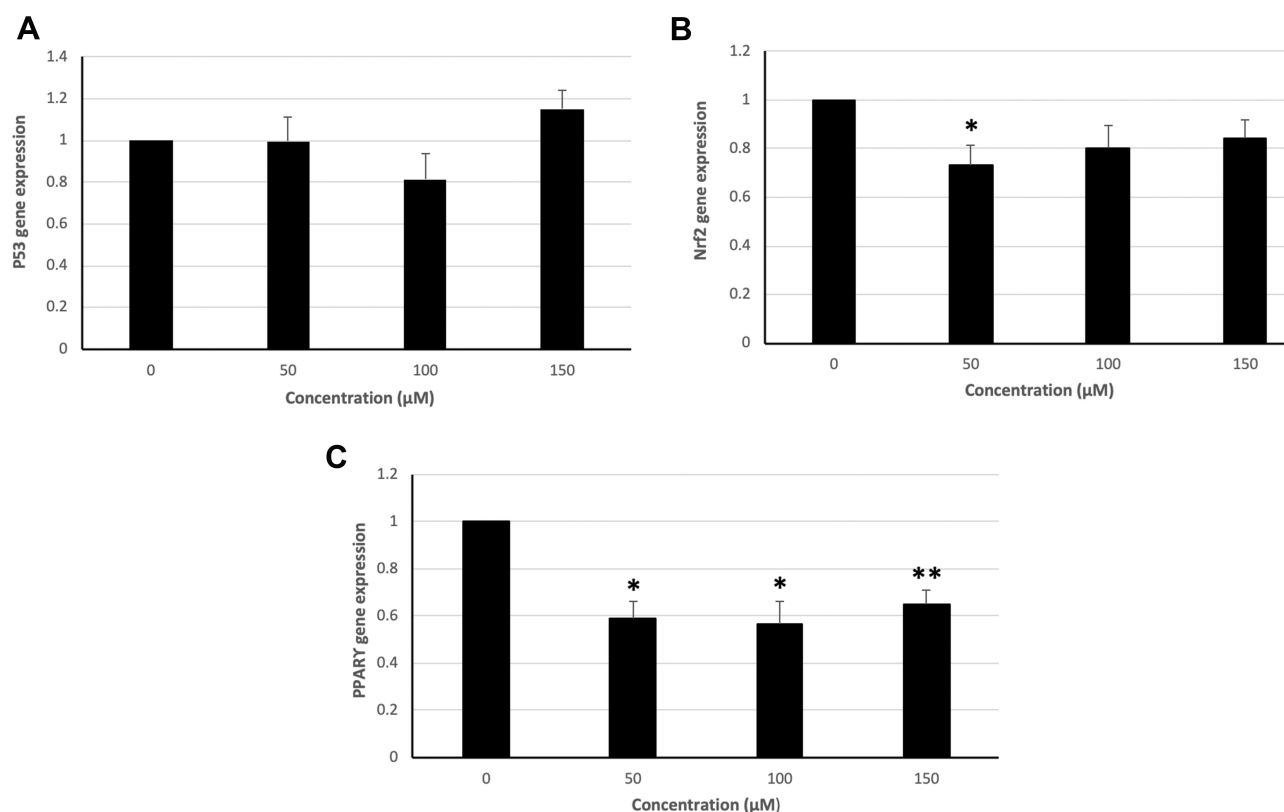 A
P53 gene expression
1.4
1.2
1
0.8
0.6
0.4
0.2
0
0 50 100 150
Concentration (μM)
B
Nrf2 gene expression
1.2
1
0.8
0.6
0.4
0.2
0
*
0 50 100 150
Concentration (μM)
C
PPARY gene expression
1.2
1
0.8
0.6
0.4
0.2
0
* * **
0 50 100 150
Concentration (μM)